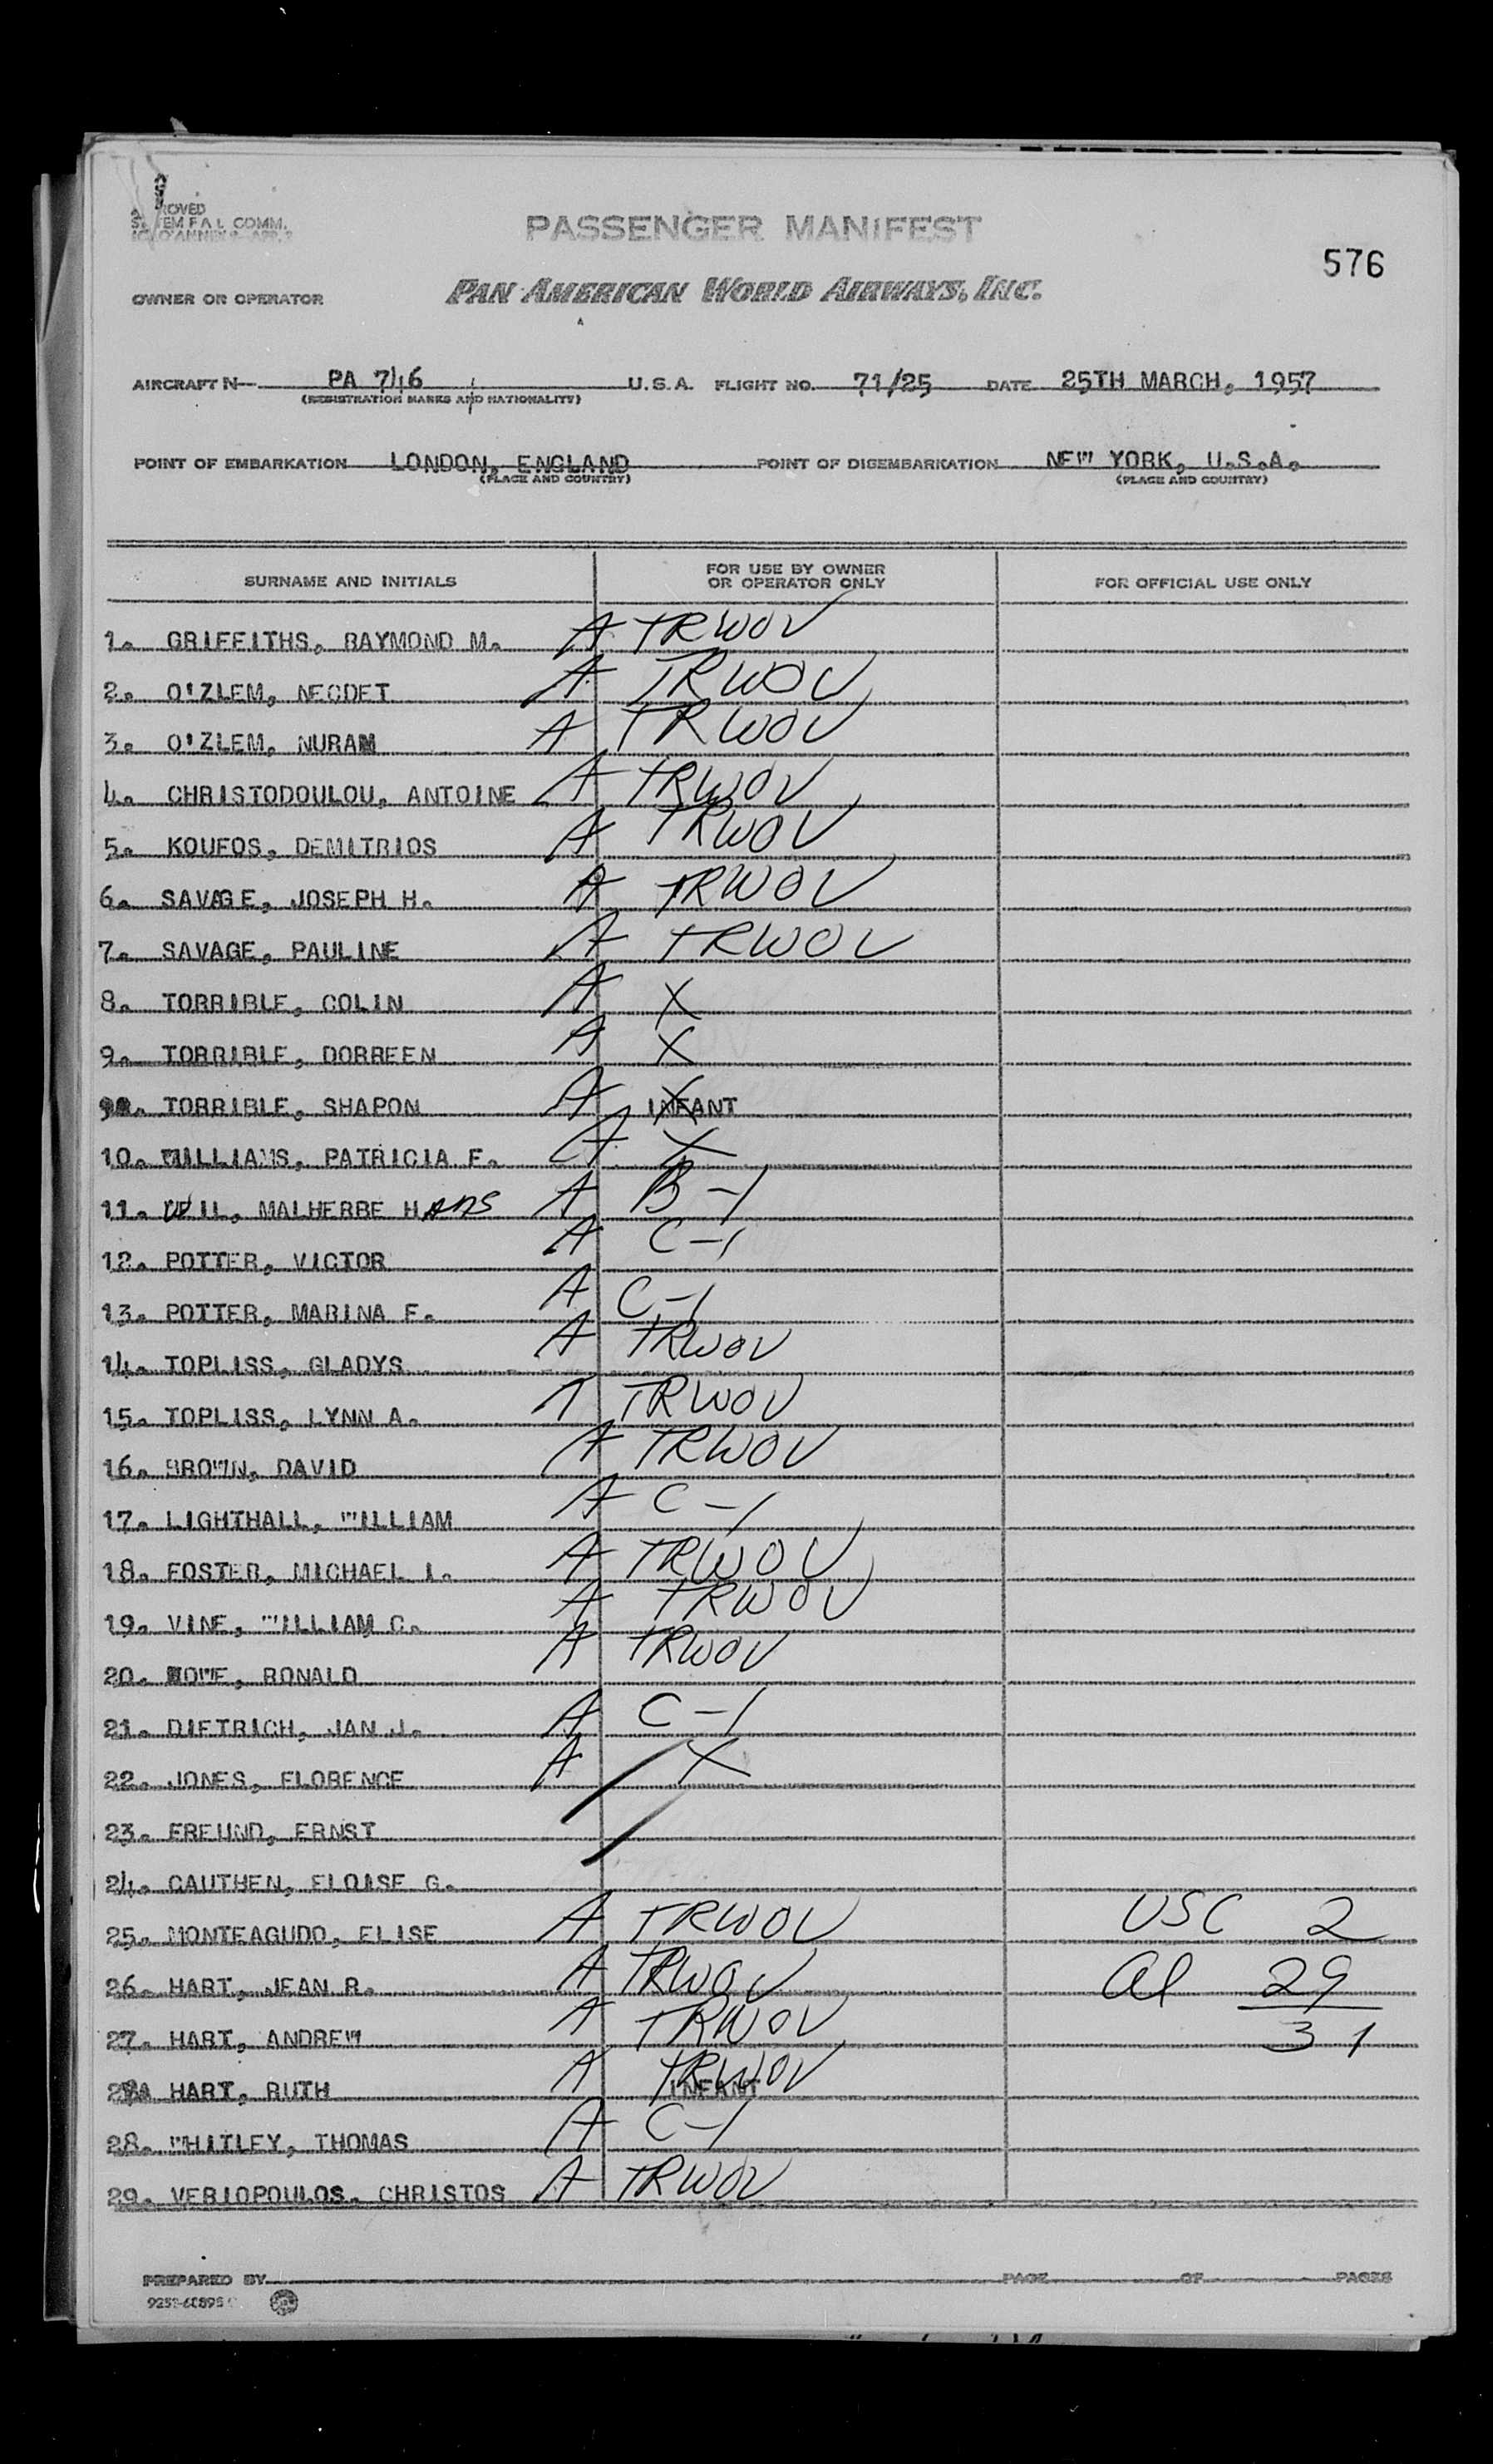 SYSTEM F A L COMM.
PASSENGER MANIFEST
576
OWNER OR OPERATOR PAN AMERICAN WORLD AIRWAYS, INC.
AIRCRAFT N PA 746 U.S.A. FLIGHT NO. 71/25 DATE 25TH MARCH, 1957
(REGISTRATION MARKS AND NATIONALITY)
POINT OF EMBARKATION LONDON, ENGLAND POINT OF DISEMBARKATION NEW YORK, U.S.A.
(PLACE AND COUNTRY) (PLACE AND COUNTRY)
SURNAME AND INITIALS FOR USE BY OWNER OR OPERATOR ONLY FOR OFFICIAL USE ONLY
1. GRIFFITHS, RAYMOND M. A TRWOV
2. O'ZLEM, NECDET A TRWOV
3. O'ZLEM, NURAN A TRWOV
4. CHRISTODOULOU, ANTOINE A TRWOV
5. KOUFOS, DEMITRIOS A TRWOV
6. SAVAGE, JOSEPH H. A TRWOV
7. SAVAGE, PAULINE A TRWOV
8. TORRIBLE, COLIN A X
9. TORRIBLE, DORREEN A X
TORRIBLE, SHARON A INFANT X
10. WILLIAMS, PATRICIA E. A X
11. WEIL, MALHERBE HANS A B-1
12. POTTER, VICTOR A C-1
13. POTTER, MARINA F. A C-1
14. TOPLISS, GLADYS A TRWOV
15. TOPLISS, LYNN A. A TRWOV
16. BROWN, DAVID A TRWOV
17. LIGHTHALL, WILLIAM A C-1
18. FOSTER, MICHAEL I. A TRWOV
19. VINE, WILLIAM C. A TRWOV
20. ROWE, RONALD A TRWOV
21. DIETRICH, JAN J. A C-1
22. JONES, FLORENCE A X
23. FREUND, ERNST
24. CAUTHEN, ELOISE G.
25. MONTEAGUDO, ELISE A TRWOV USC 2
26. HART, JEAN R. A TRWOV al 29
27. HART, ANDREW A TRWOV 31
HART, RUTH A TRWOV INFANT
28. WHITLEY, THOMAS A C-1
29. VERIOPOULOS, CHRISTOS A TRWOV
PREPARED BY PAGE OF PAGES